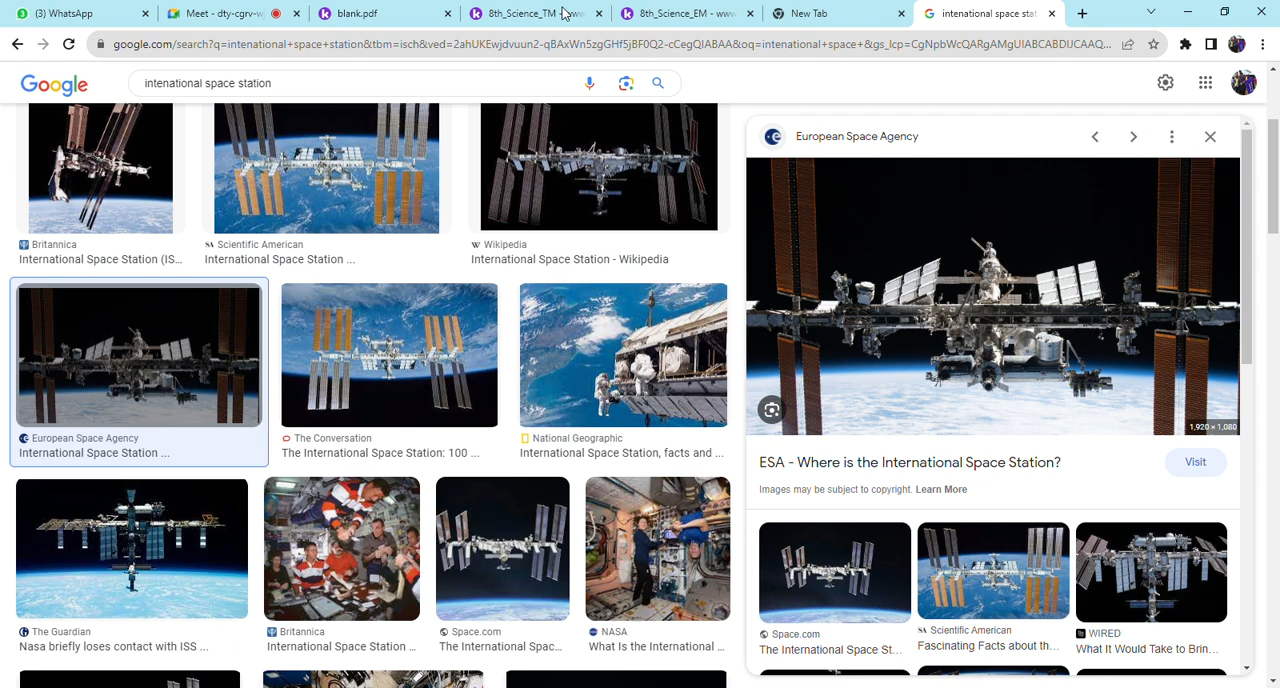 (3) WhatsApp
Meet - dty-cgrv-w
blank.pdf
8th_Science_TM - www
8th_Science_EM - www
New Tab
intenational space stat
google.com/search?q=intenational+space+station&tbm=isch&ved=2ahUKEwjdvuun2-qBAxWn5zgGHf5jBF0Q2-cCegQIABAA&oq=intenational+space+&gs_lcp=CgNpbWcQARgAMgUIABCABDIJCAAQ...
Google
intenational space station
Britannica
International Space Station (IS...
Scientific American
International Space Station ...
Wikipedia
International Space Station - Wikipedia
European Space Agency
International Space Station ...
The Conversation
The International Space Station: 100 ...
National Geographic
International Space Station, facts and ...
The Guardian
Nasa briefly loses contact with ISS ...
Britannica
International Space Station ...
Space.com
The International Spac...
NASA
What Is the International ...
European Space Agency
1,920 × 1,080
ESA - Where is the International Space Station?
Visit
Images may be subject to copyright. Learn More
Space.com
The International Space St...
SA Scientific American
Fascinating Facts about th...
WIRED
What It Would Take to Brin...